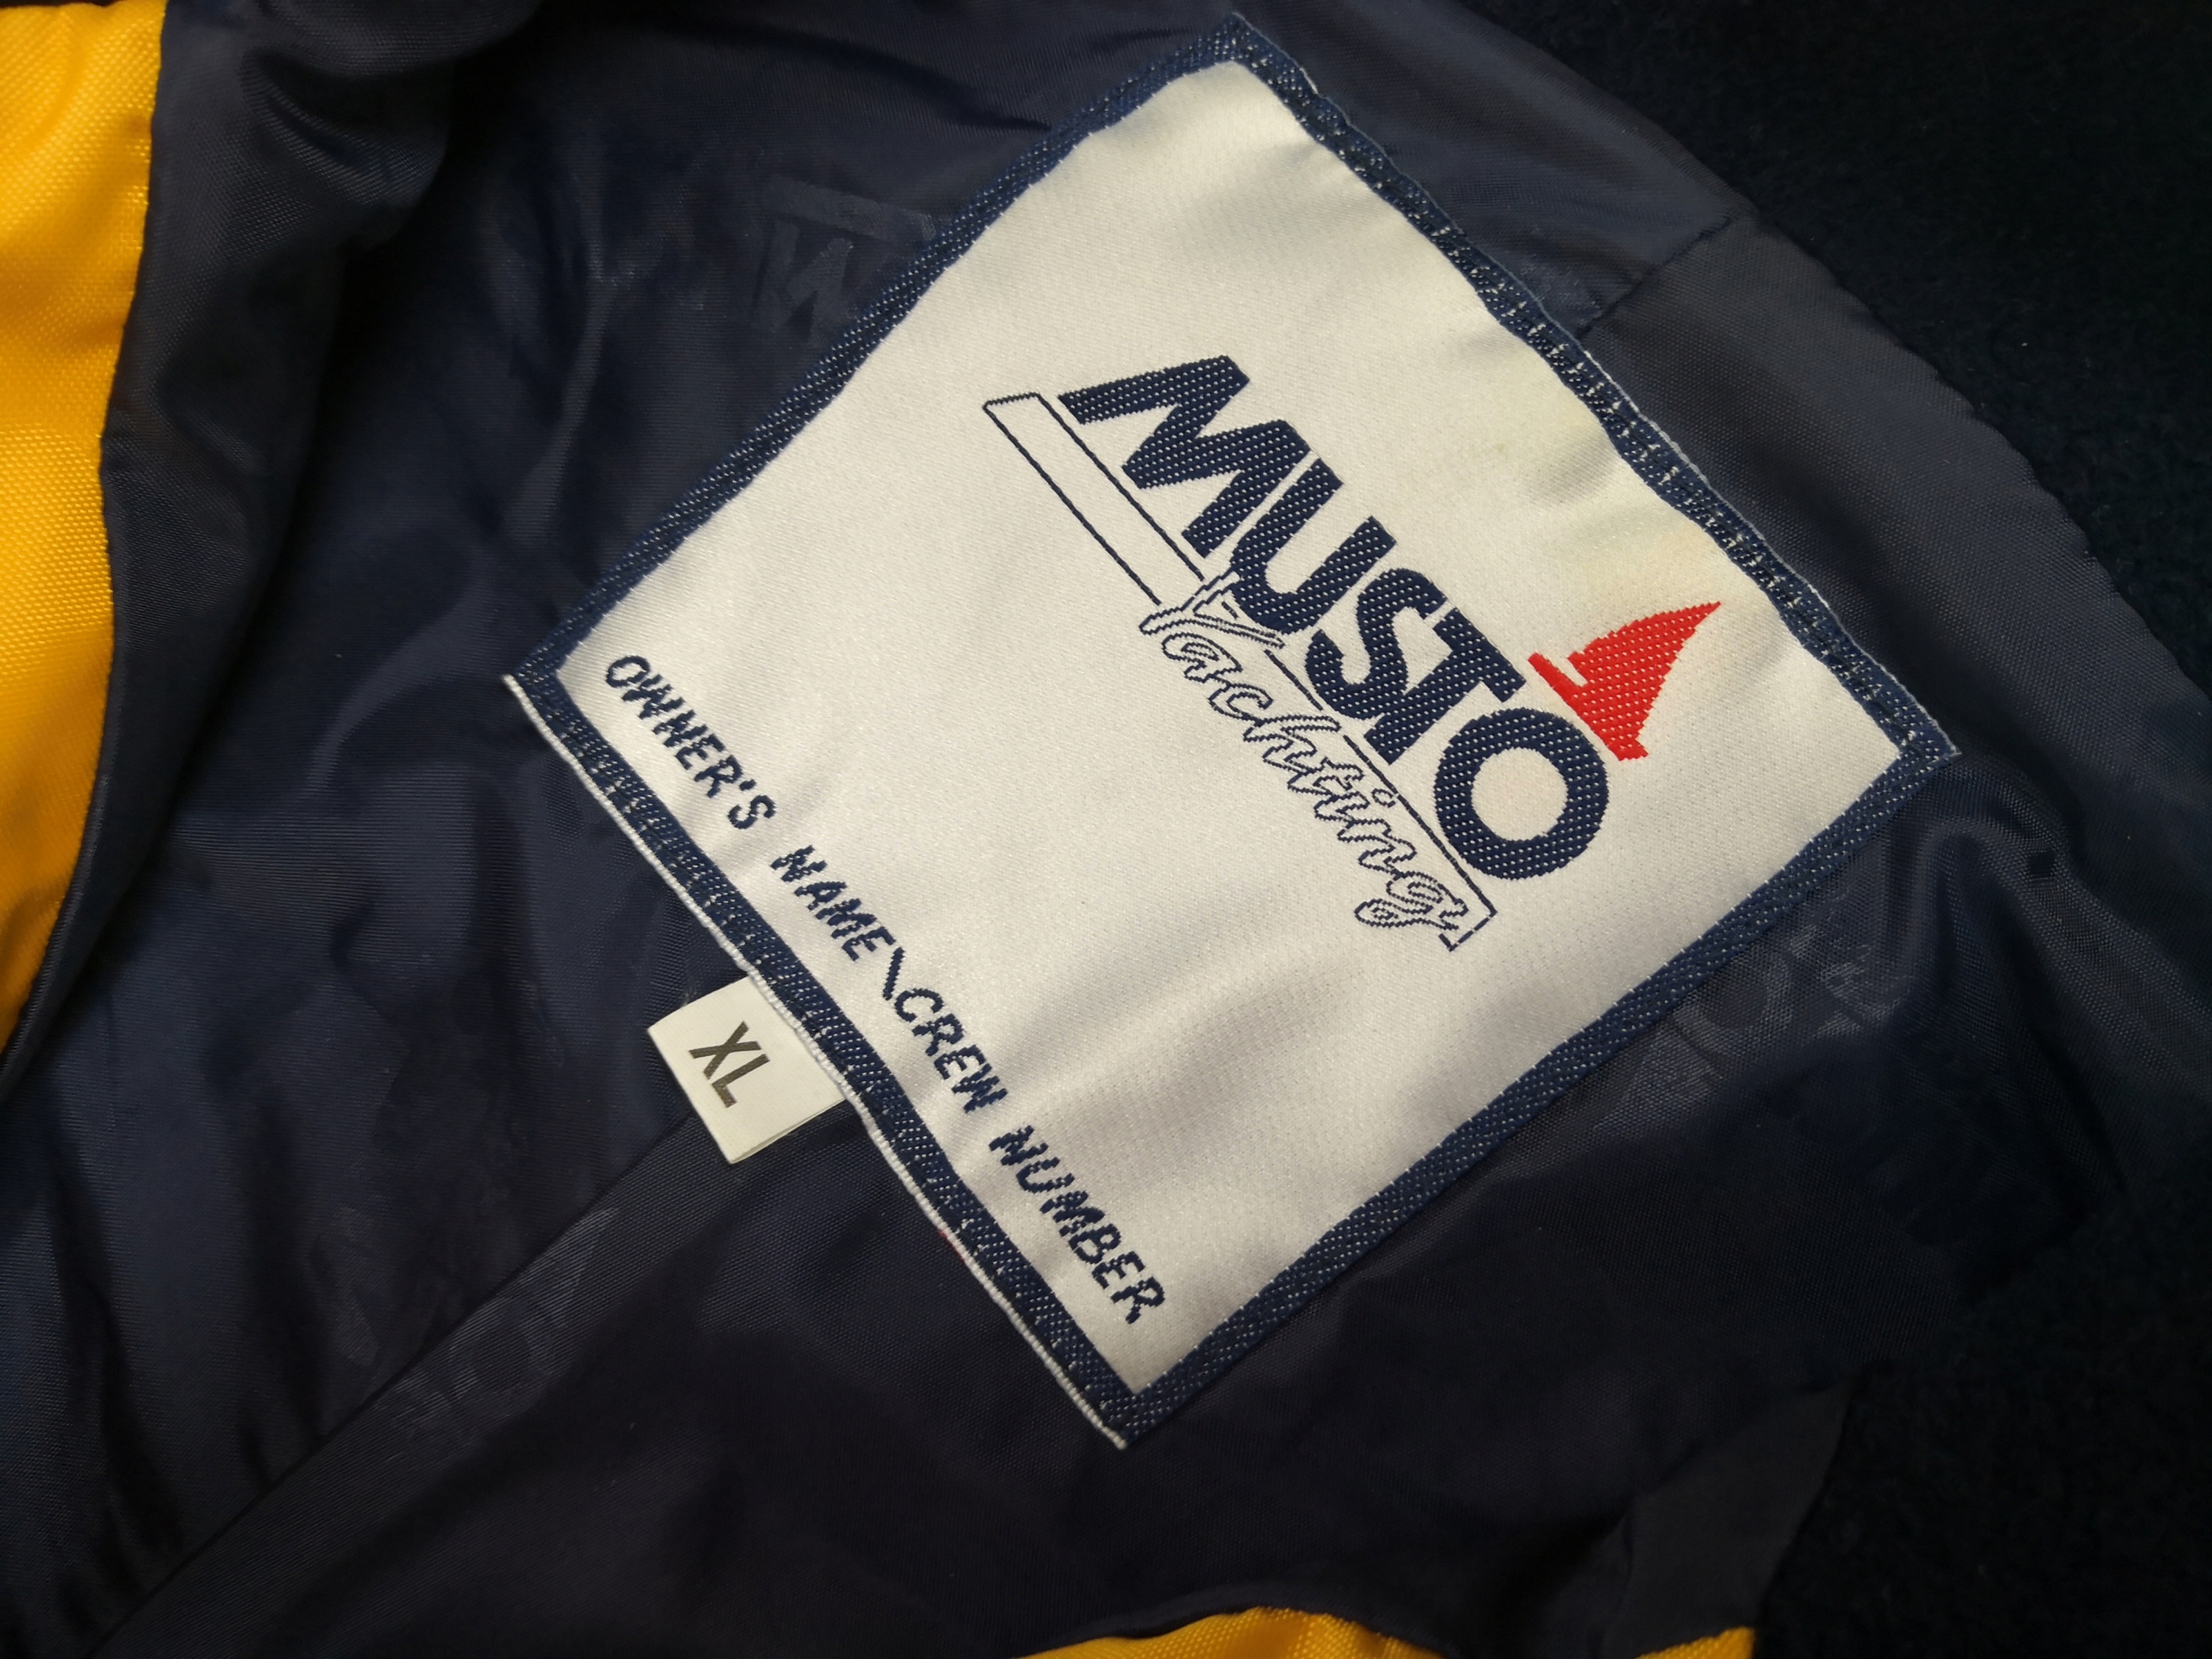 MUSTO
Yachting
OWNER'S NAME\CREW NUMBER
XL